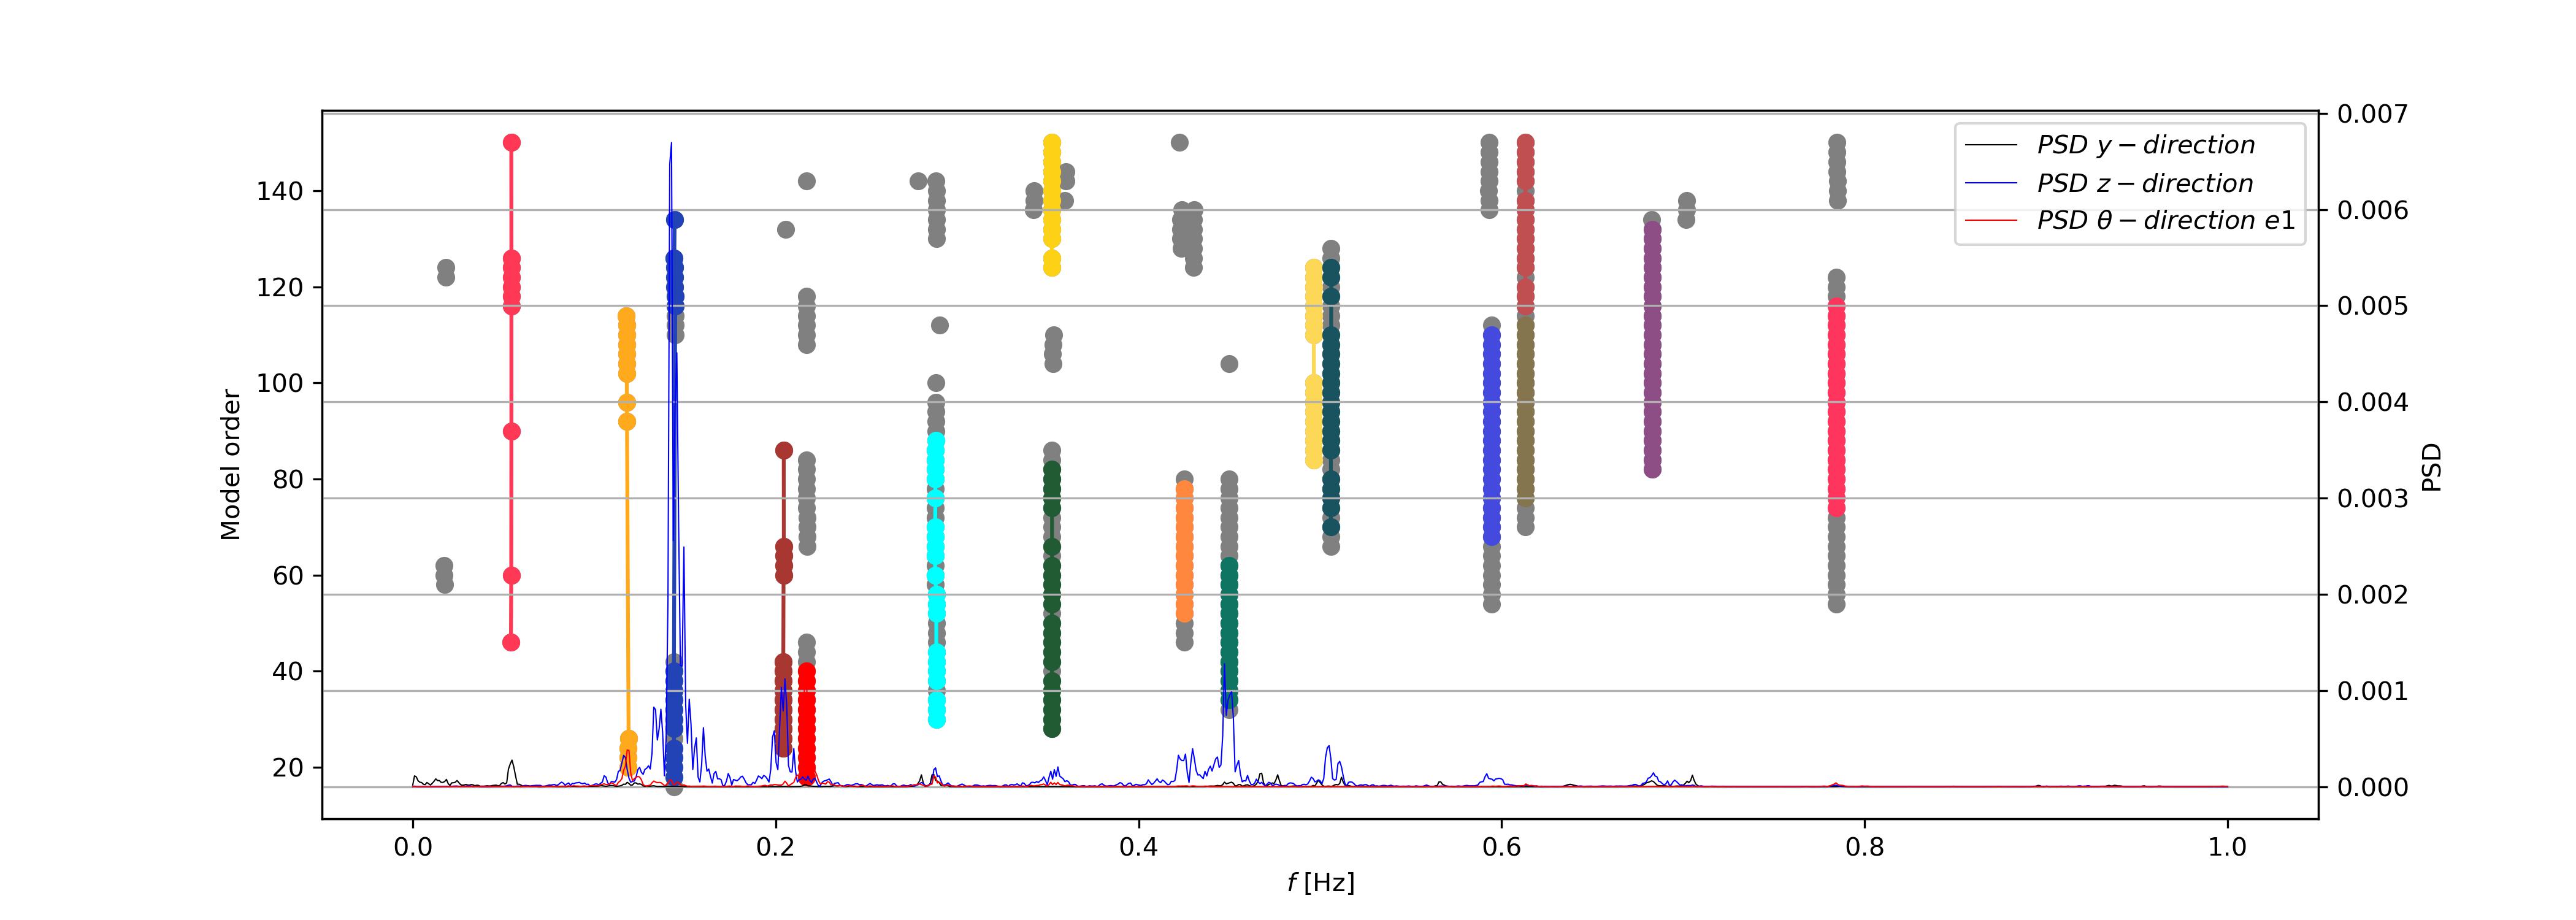 0.007
PSD y − direction
PSD z − direction
PSD θ − direction e1
140
0.006
120
0.005
100
0.004
80
0.003
60
0.002
40
0.001
20
0.000
Model order
PSD
0.0 0.2 0.4 0.6 0.8 1.0
f [Hz]